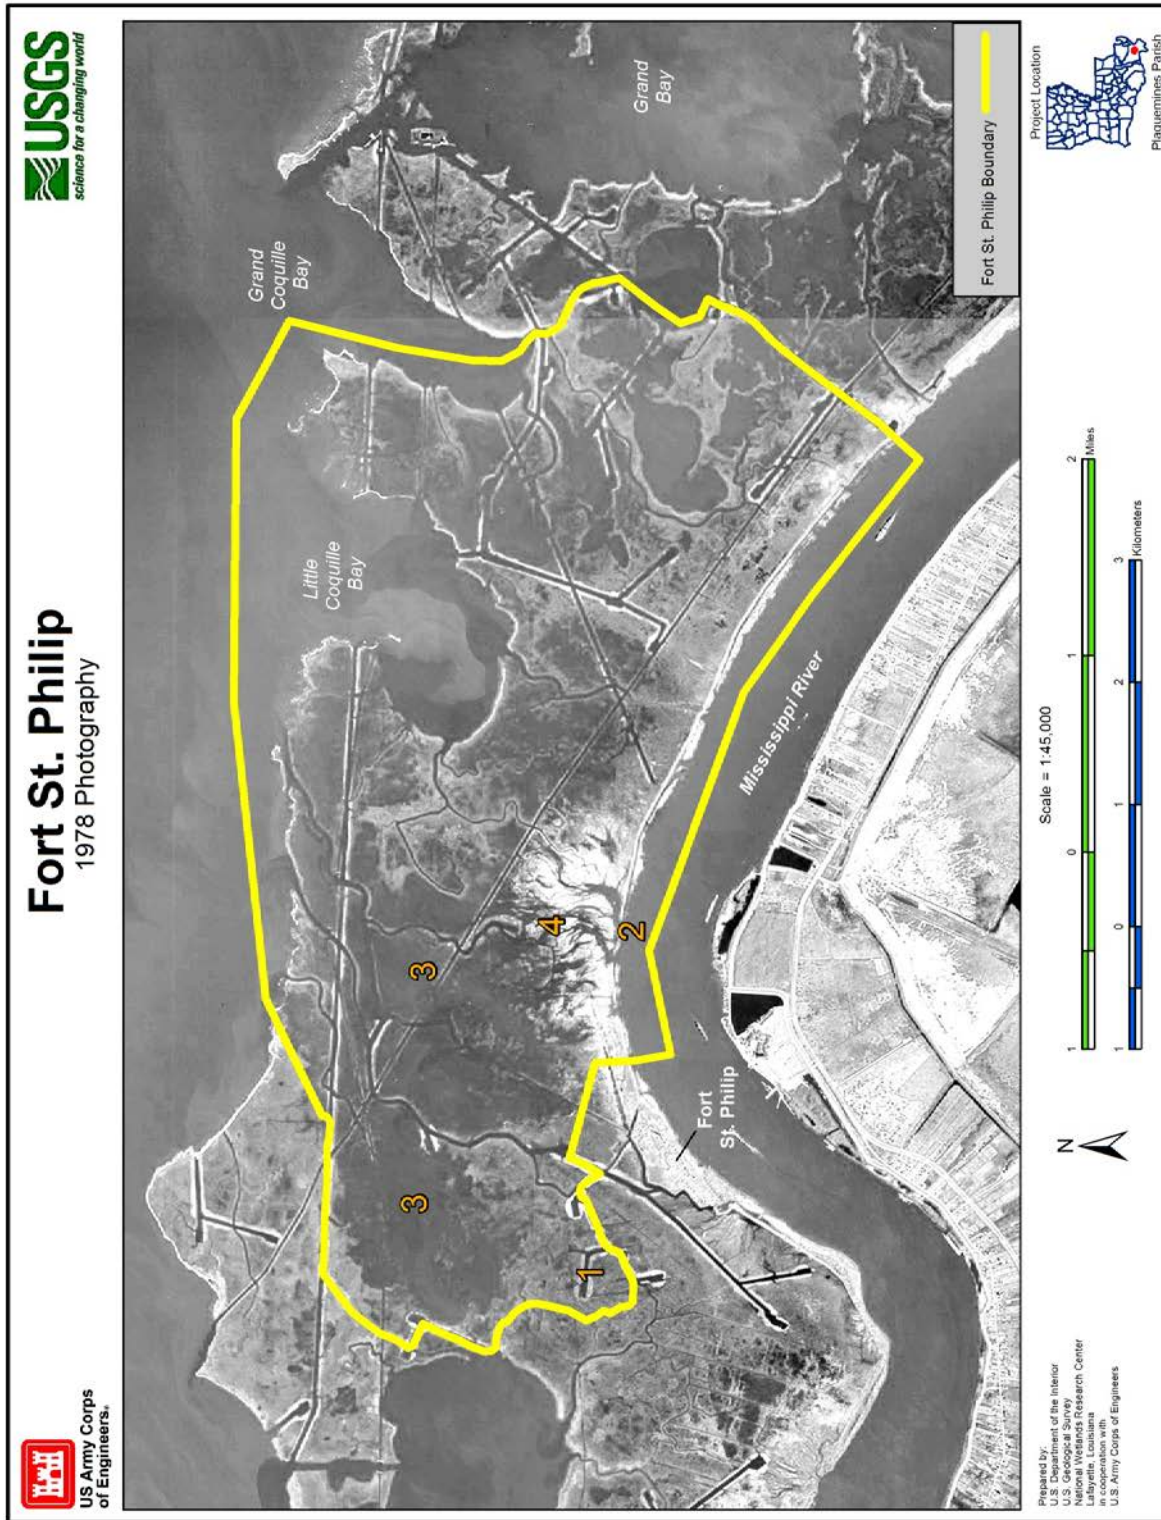 US Army Corps
of Engineers®
Fort St. Philip
1978 Photography
USGS
science for a changing world
Grand
Coquille
Bay
Grand
Bay
Little
Coquille
Bay
3
3
4
2
1
Fort
St. Philip
Mississippi River
Fort St. Philip Boundary
Prepared by:
U.S. Department of the Interior
U.S. Geological Survey
National Wetlands Research Center
Lafayette, Louisiana
in cooperation with
U.S. Army Corps of Engineers
N
Scale = 1:45,000
1 0 1 2
Miles
1 0 1 2 3
Kilometers
Project Location
Plaquemines Parish